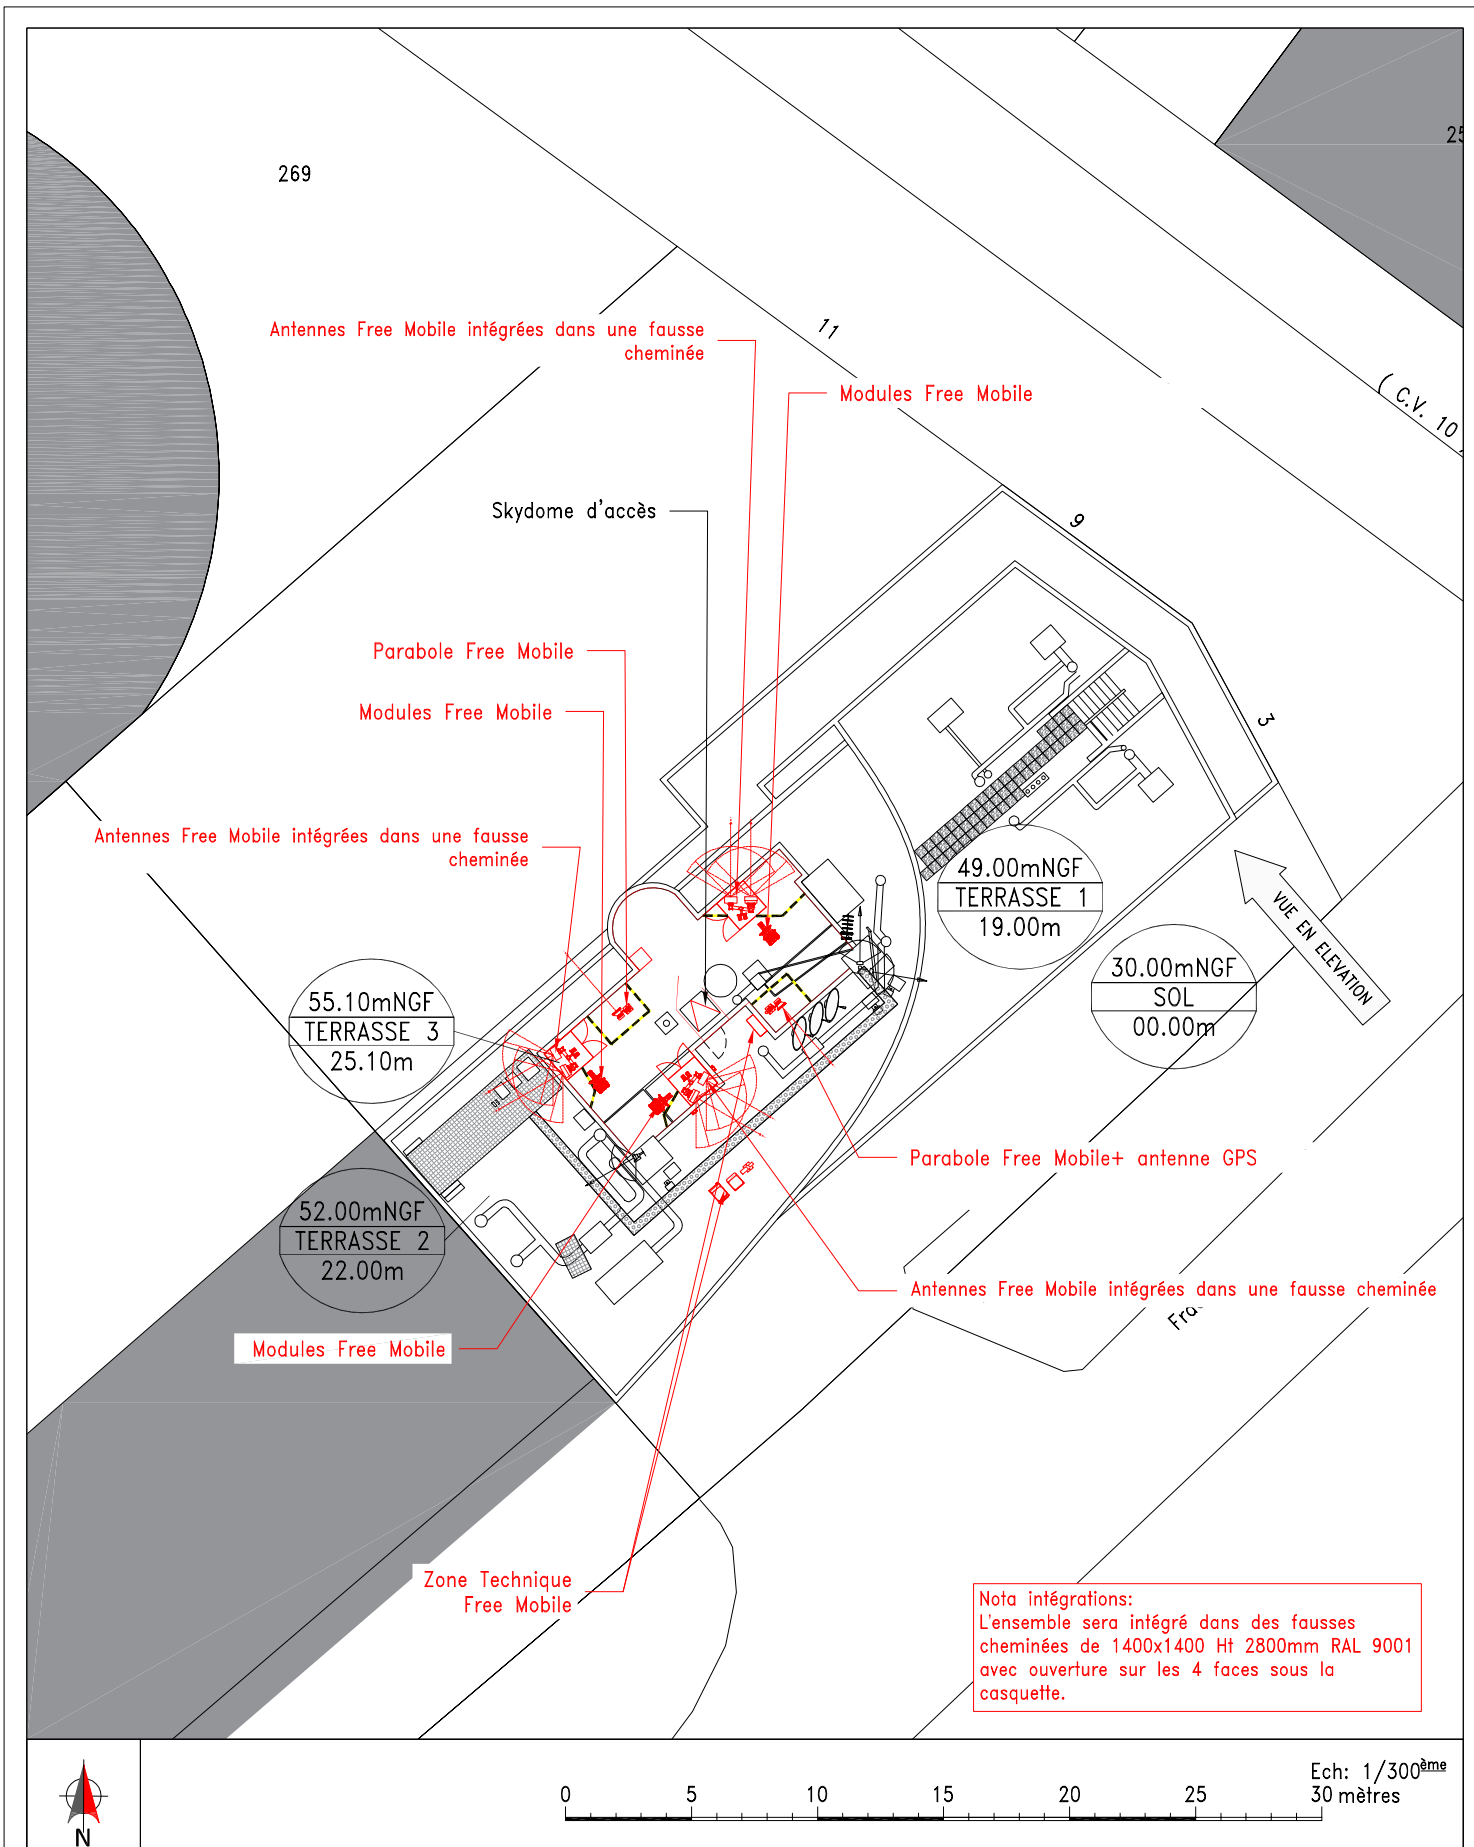 25
269
Antennes Free Mobile intégrées dans une fausse
cheminée
11
Modules Free Mobile
( C.V. 10
Skydome d'accès
9
Parabole Free Mobile
Modules Free Mobile
3
Antennes Free Mobile intégrées dans une fausse
cheminée
49.00mNGF
TERRASSE 1
19.00m
VUE EN ELEVATION
30.00mNGF
SOL
00.00m
55.10mNGF
TERRASSE 3
25.10m
Parabole Free Mobile+ antenne GPS
52.00mNGF
TERRASSE 2
22.00m
Antennes Free Mobile intégrées dans une fausse cheminée
Modules Free Mobile
Zone Technique
Free Mobile
Nota intégrations:
L'ensemble sera intégré dans des fausses
cheminées de 1400x1400 Ht 2800mm RAL 9001
avec ouverture sur les 4 faces sous la
casquette.
Ech: 1/300ème
0 5 10 15 20 25 30 mètres
N